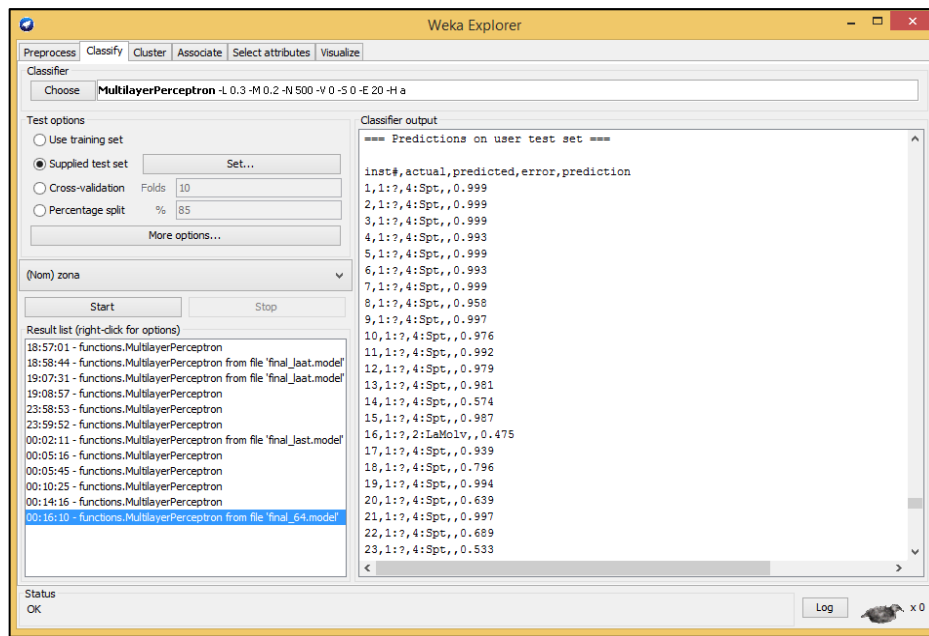 Weka Explorer
Preprocess Classify Cluster Associate Select attributes Visualize
Classifier
Choose MultilayerPerceptron -L 0.3 -M 0.2 -N 500 -V 0 -S 0 -E 20 -H a
Test options
Use training set
Supplied test set Set...
Cross-validation Folds 10
Percentage split % 85
More options...
(Nom) zona
Start Stop
Result list (right-click for options)
18:57:01 - functions.MultilayerPerceptron
18:58:44 - functions.MultilayerPerceptron from file 'final_laat.model'
19:07:31 - functions.MultilayerPerceptron from file 'final_laat.model'
19:08:57 - functions.MultilayerPerceptron
23:58:53 - functions.MultilayerPerceptron
23:59:52 - functions.MultilayerPerceptron
00:02:11 - functions.MultilayerPerceptron from file 'final_last.model'
00:05:16 - functions.MultilayerPerceptron
00:05:45 - functions.MultilayerPerceptron
00:10:25 - functions.MultilayerPerceptron
00:14:16 - functions.MultilayerPerceptron
00:16:10 - functions.MultilayerPerceptron from file 'final_64.model'
Classifier output
=== Predictions on user test set ===
inst#,actual,predicted,error,prediction
1,1:?,4:Spt,,0.999
2,1:?,4:Spt,,0.999
3,1:?,4:Spt,,0.999
4,1:?,4:Spt,,0.993
5,1:?,4:Spt,,0.999
6,1:?,4:Spt,,0.993
7,1:?,4:Spt,,0.999
8,1:?,4:Spt,,0.958
9,1:?,4:Spt,,0.997
10,1:?,4:Spt,,0.976
11,1:?,4:Spt,,0.992
12,1:?,4:Spt,,0.979
13,1:?,4:Spt,,0.981
14,1:?,4:Spt,,0.574
15,1:?,4:Spt,,0.987
16,1:?,2:LaMolv,,0.475
17,1:?,4:Spt,,0.939
18,1:?,4:Spt,,0.796
19,1:?,4:Spt,,0.994
20,1:?,4:Spt,,0.639
21,1:?,4:Spt,,0.997
22,1:?,4:Spt,,0.689
23,1:?,4:Spt,,0.533
Status
OK
Log
x 0